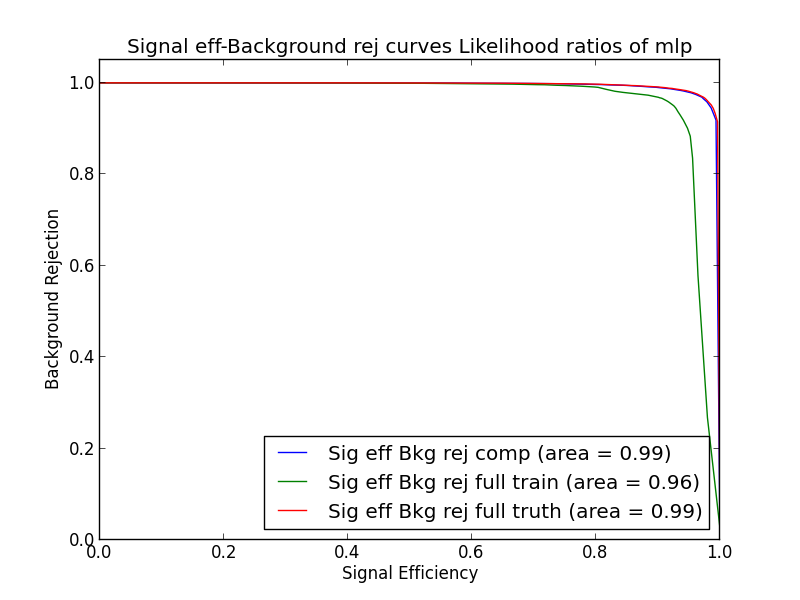 Signal eff-Background rej curves Likelihood ratios of mlp
1.0
0.8
0.6
0.4
0.2
0.0
Background Rejection
Sig eff Bkg rej comp (area = 0.99)
Sig eff Bkg rej full train (area = 0.96)
Sig eff Bkg rej full truth (area = 0.99)
0.0 0.2 0.4 0.6 0.8 1.0
Signal Efficiency